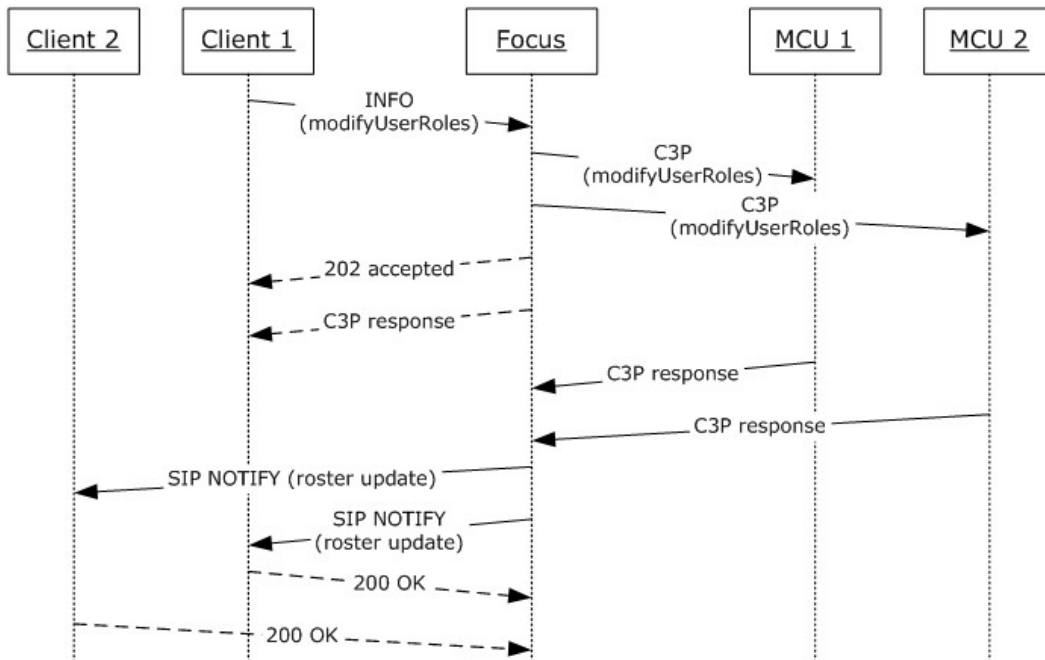 Client 2
Client 1
Focus
MCU 1
MCU 2
INFO
(modifyUserRoles)
C3P
(modifyUserRoles)
C3P
(modifyUserRoles)
202 accepted
C3P response
C3P response
C3P response
SIP NOTIFY (roster update)
SIP NOTIFY
(roster update)
200 OK
200 OK